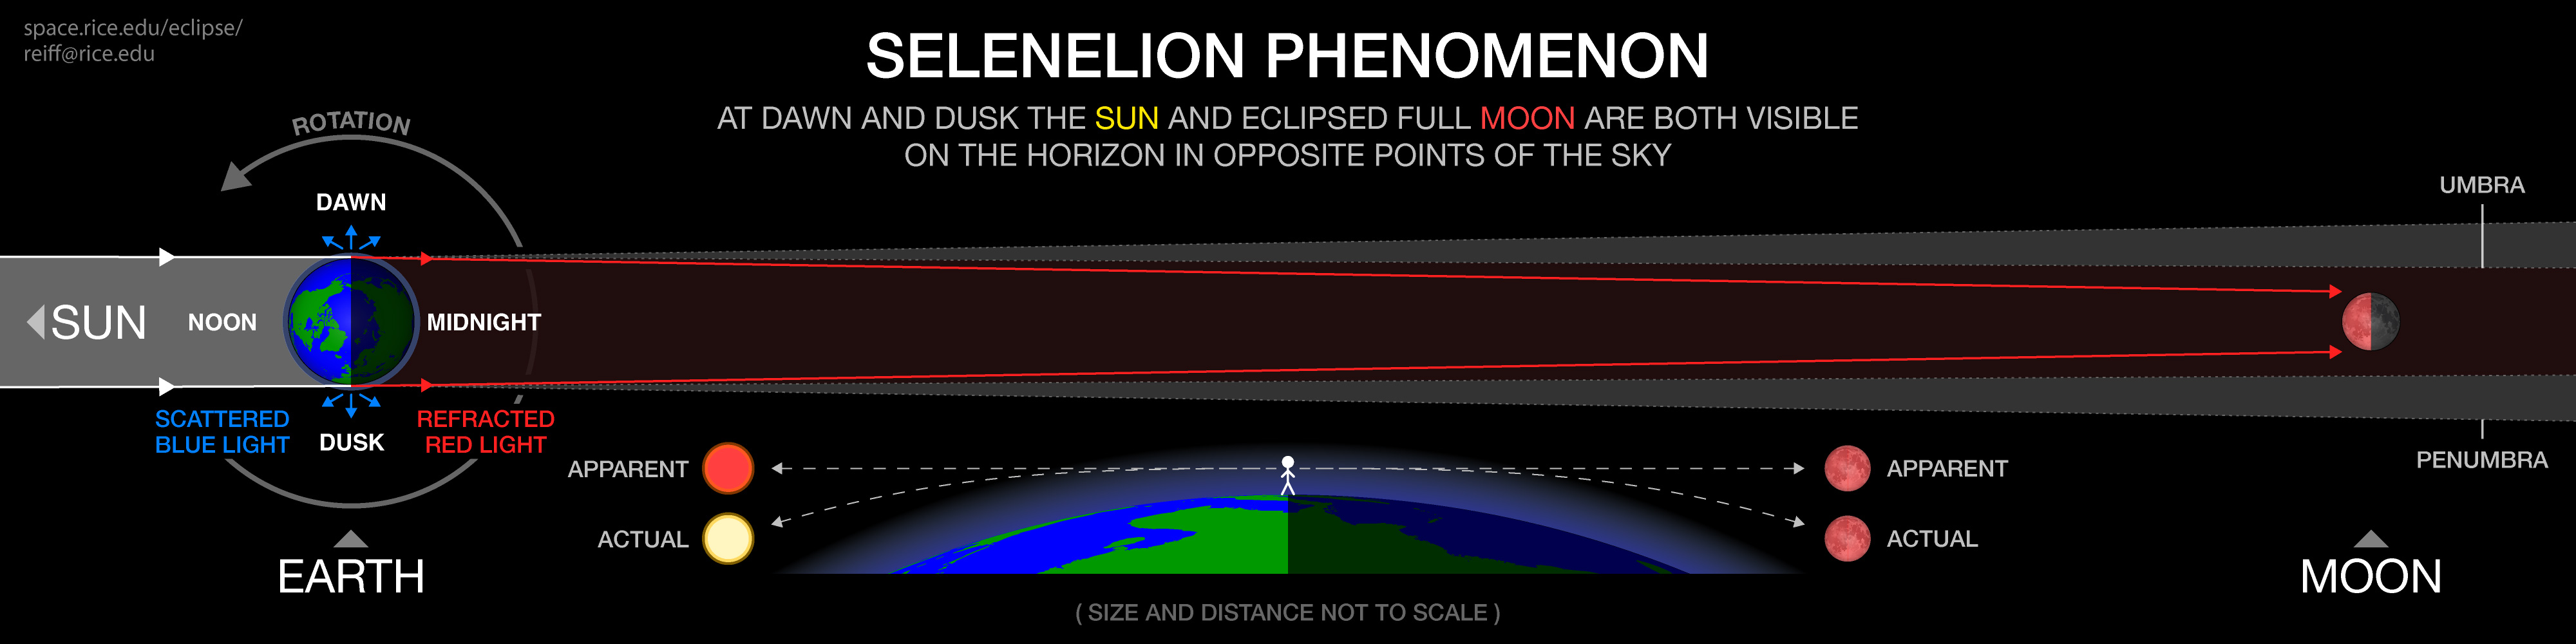 space.rice.edu/eclipse/
reiff@rice.edu
SELENELION PHENOMENON
AT DAWN AND DUSK THE SUN AND ECLIPSED FULL MOON ARE BOTH VISIBLE
ON THE HORIZON IN OPPOSITE POINTS OF THE SKY
ROTATION
DAWN
UMBRA
SUN
NOON
MIDNIGHT
SCATTERED
BLUE LIGHT
DUSK
REFRACTED
RED LIGHT
APPARENT
ACTUAL
APPARENT
ACTUAL
PENUMBRA
EARTH
MOON
( SIZE AND DISTANCE NOT TO SCALE )